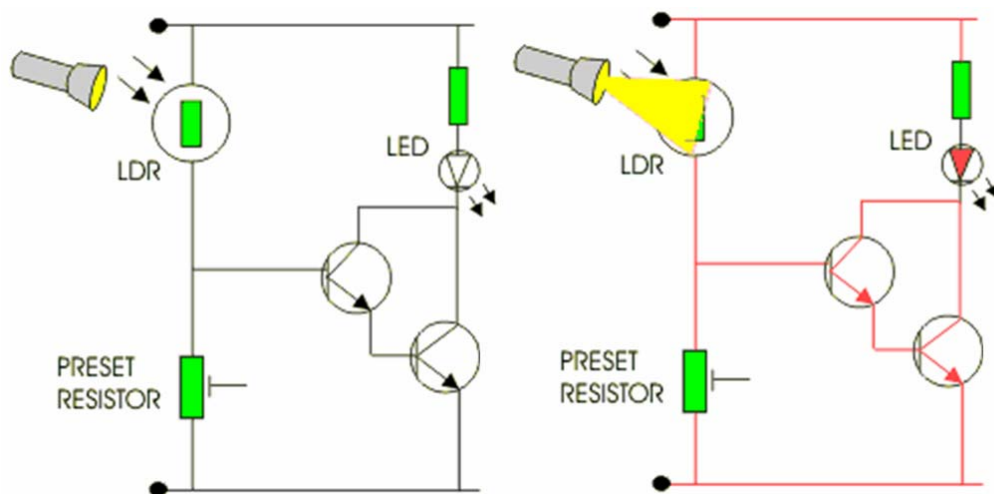 LED
LDR
PRESET
RESISTOR
LED
LDR
PRESET
RESISTOR